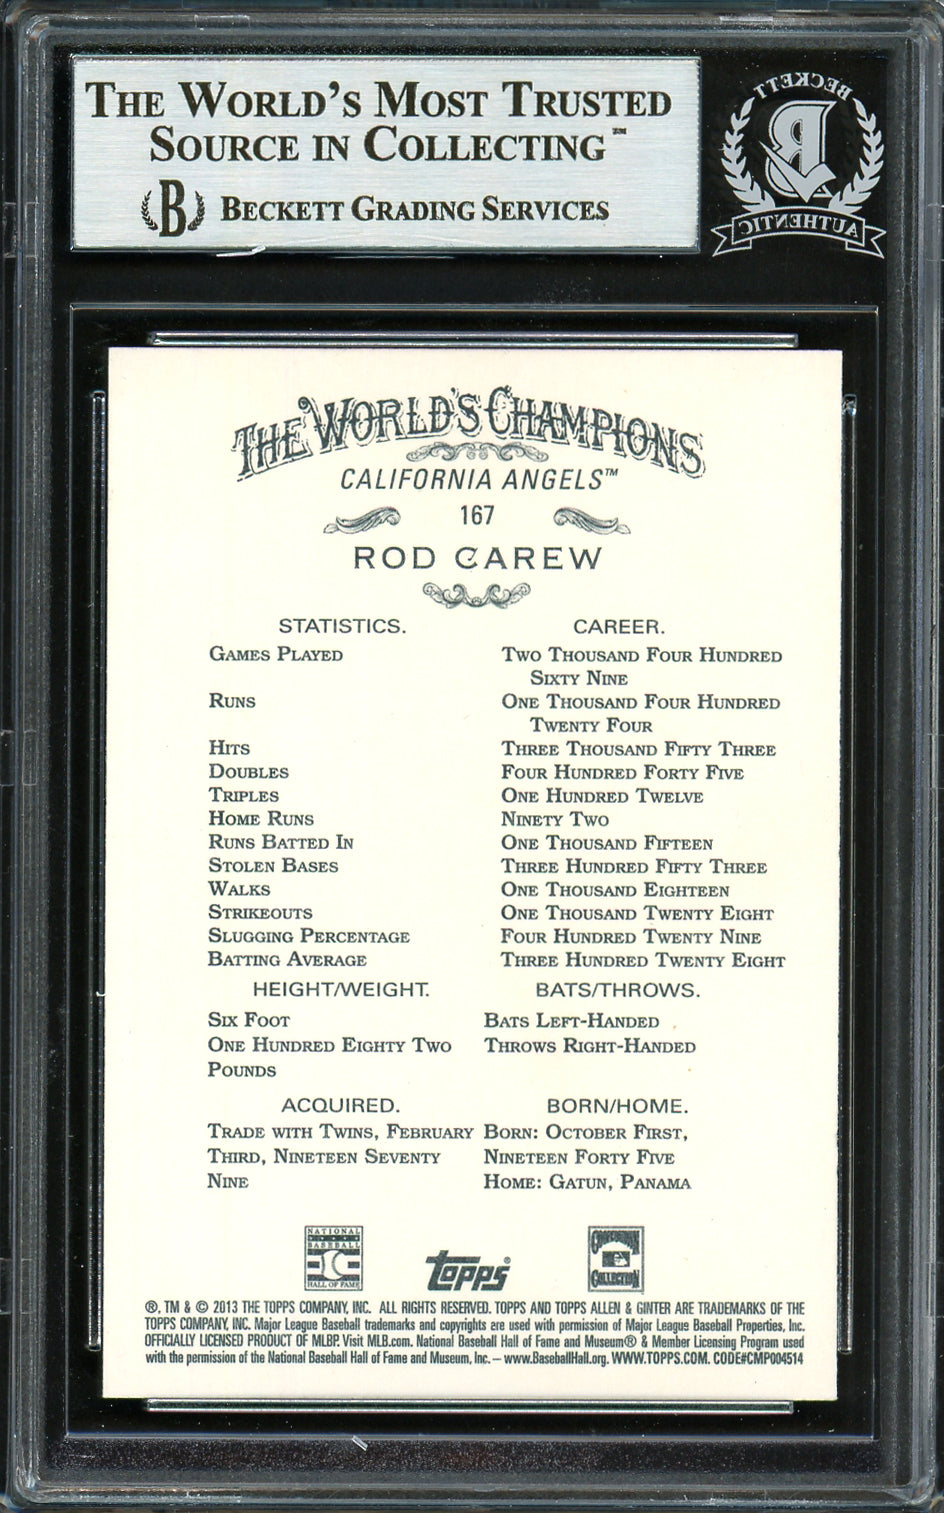 THE WORLD'S MOST TRUSTED
SOURCE IN COLLECTING™
B BECKETT GRADING SERVICES
BECKETT
B
AUTHENTIC
THE WORLD'S CHAMPIONS
CALIFORNIA ANGELS™
167
ROD CAREW
STATISTICS. CAREER.
GAMES PLAYED TWO THOUSAND FOUR HUNDRED
SIXTY NINE
RUNS ONE THOUSAND FOUR HUNDRED
TWENTY FOUR
HITS THREE THOUSAND FIFTY THREE
DOUBLES FOUR HUNDRED FORTY FIVE
TRIPLES ONE HUNDRED TWELVE
HOME RUNS NINETY TWO
RUNS BATTED IN ONE THOUSAND FIFTEEN
STOLEN BASES THREE HUNDRED FIFTY THREE
WALKS ONE THOUSAND EIGHTEEN
STRIKEOUTS ONE THOUSAND TWENTY EIGHT
SLUGGING PERCENTAGE FOUR HUNDRED TWENTY NINE
BATTING AVERAGE THREE HUNDRED TWENTY EIGHT
HEIGHT/WEIGHT. BATS/THROWS.
SIX FOOT BATS LEFT-HANDED
ONE HUNDRED EIGHTY TWO THROWS RIGHT-HANDED
POUNDS
ACQUIRED. BORN/HOME.
TRADE WITH TWINS, FEBRUARY BORN: OCTOBER FIRST,
THIRD, NINETEEN SEVENTY NINETEEN FORTY FIVE
NINE HOME: GATUN, PANAMA
NATIONAL
BASEBALL
HALL OF FAME
topps®
COOPERSTOWN
COLLECTION
®, TM & © 2013 THE TOPPS COMPANY, INC. ALL RIGHTS RESERVED. TOPPS AND TOPPS ALLEN & GINTER ARE TRADEMARKS OF THE
TOPPS COMPANY, INC. Major League Baseball trademarks and copyrights are used with permission of Major League Baseball Properties, Inc.
OFFICIALLY LICENSED PRODUCT OF MLBP. Visit MLB.com. National Baseball Hall of Fame and Museum® & Member Licensing Program used
with the permission of the National Baseball Hall of Fame and Museum, Inc. – www.BaseballHall.org. WWW.TOPPS.COM. CODE#CMP004514